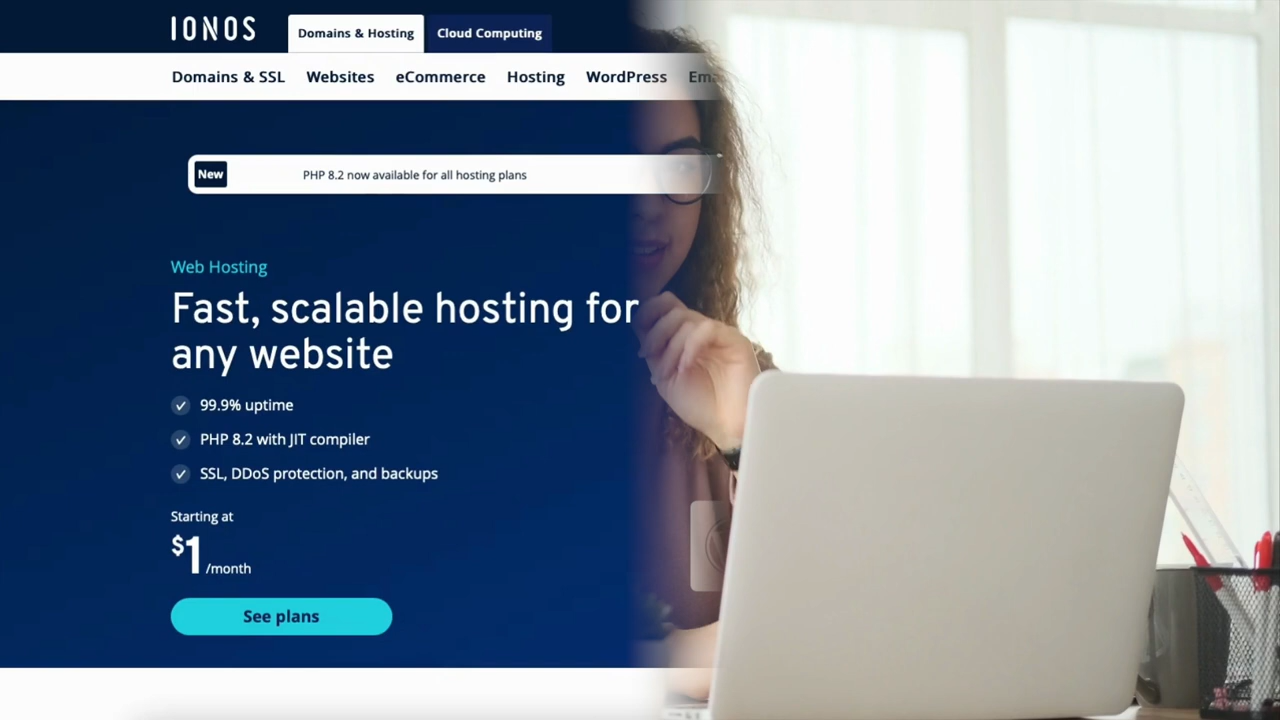 IONOS
Domains & Hosting
Cloud Computing
Domains & SSL
Websites
eCommerce
Hosting
WordPress
New
PHP 8.2 now available for all hosting plans
Web Hosting
Fast, scalable hosting for
any website
99.9% uptime
PHP 8.2 with JIT compiler
SSL, DDoS protection, and backups
Starting at
$1 /month
See plans